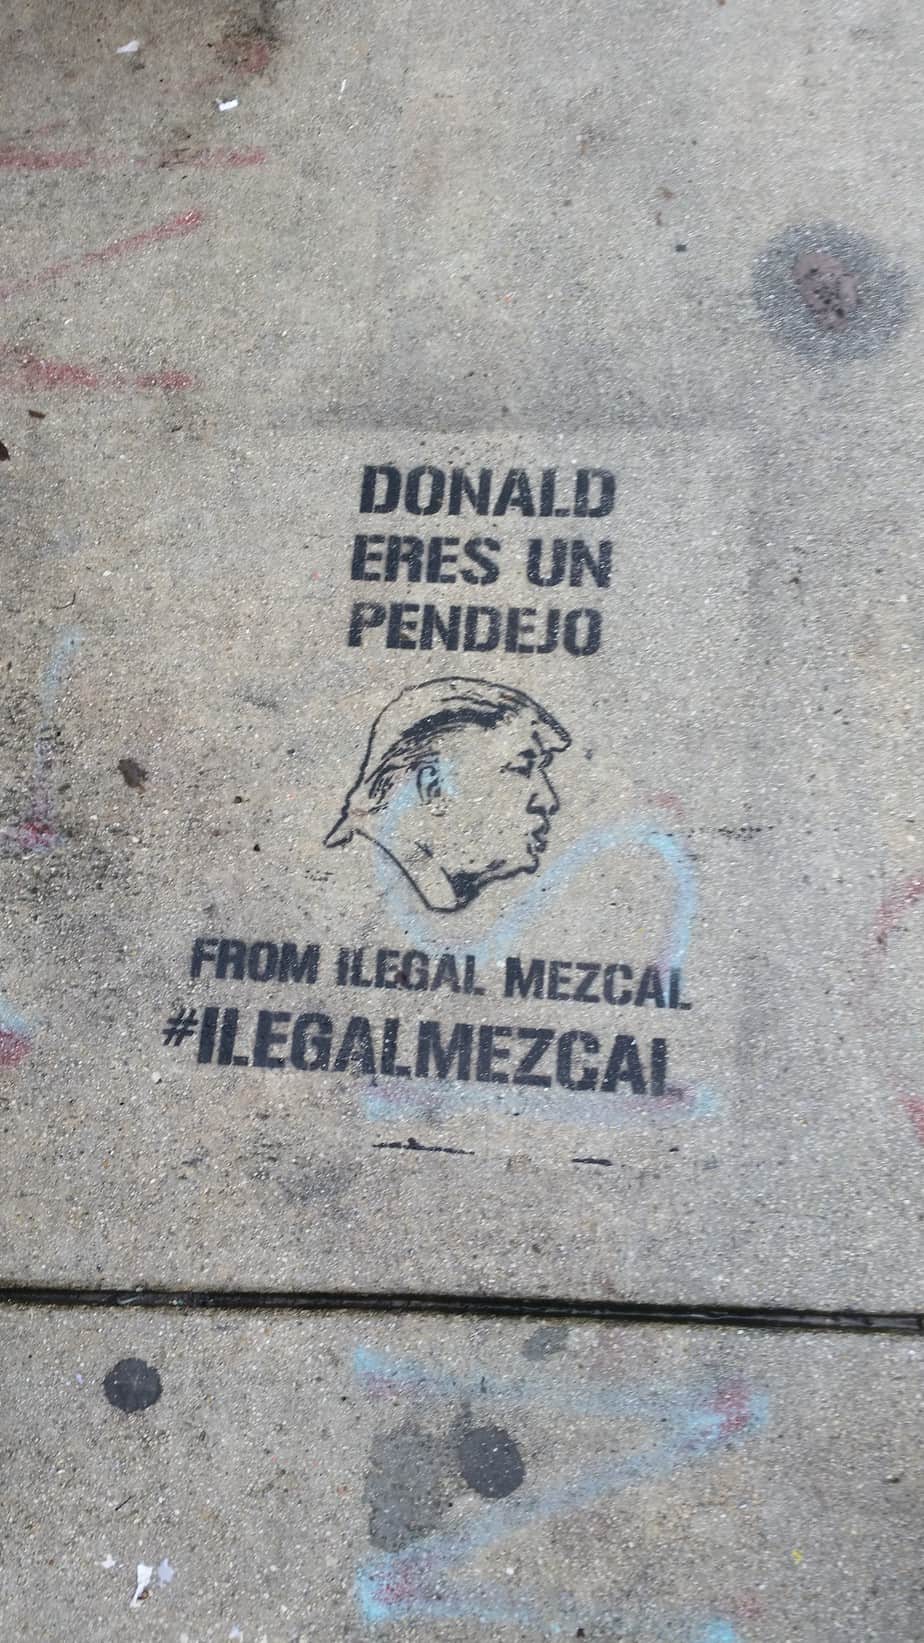 DONALD
ERES UN
PENDEJO
FROM ILEGAL MEZCAL
#ILEGALMEZCAL